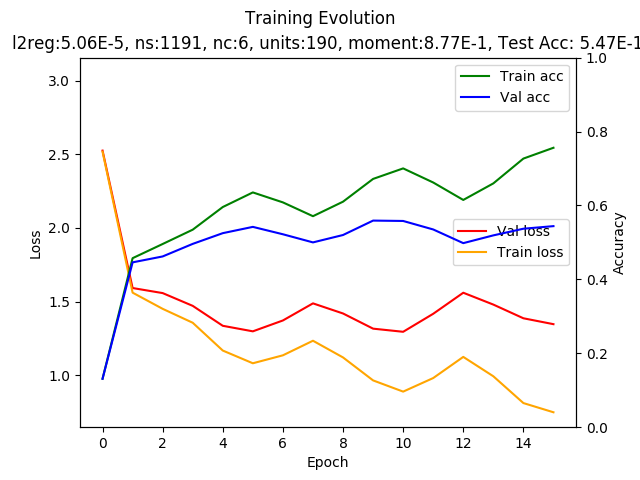 Training Evolution
l2reg:5.06E-5, ns:1191, nc:6, units:190, moment:8.77E-1, Test Acc: 5.47E-1
Train acc
Val acc
Val loss
Train loss
Loss
3.0
2.5
2.0
1.5
1.0
Accuracy
1.0
0.8
0.6
0.4
0.2
0.0
0 2 4 6 8 10 12 14
Epoch